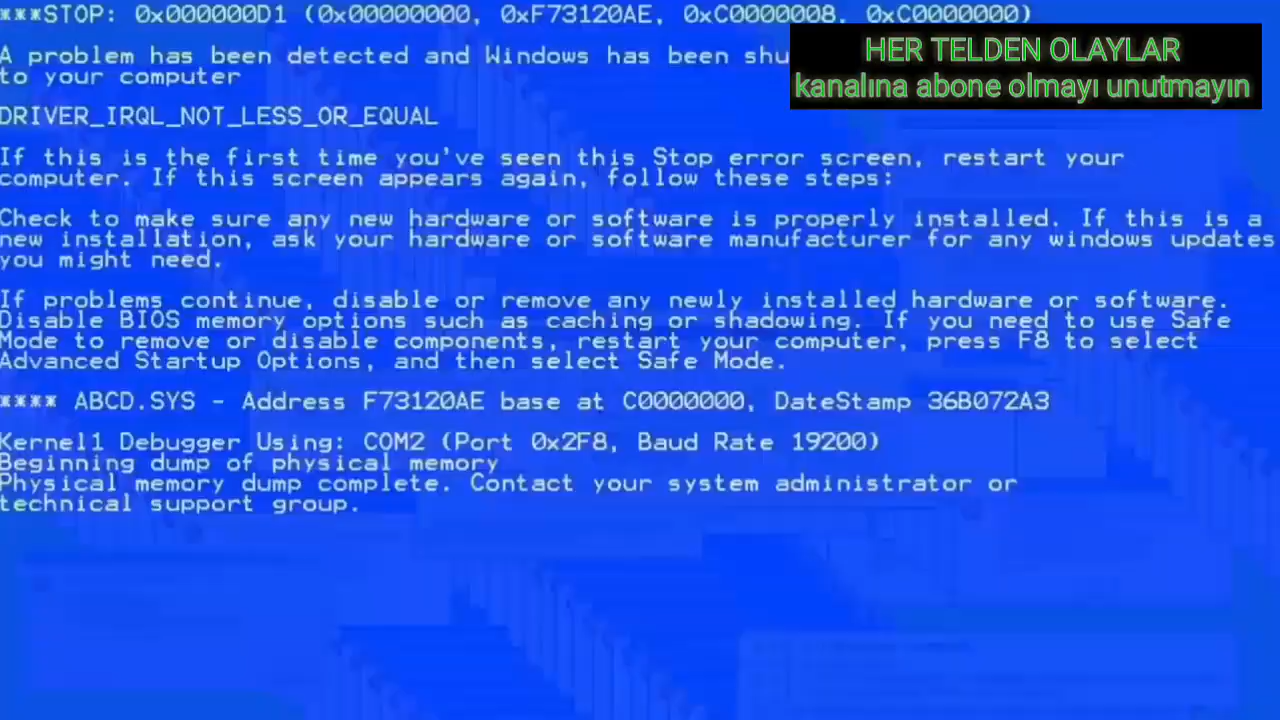 ***STOP: 0x000000D1 (0x00000000, 0xF73120AE, 0xC0000008, 0xC0000000)
HER TELDEN OLAYLAR
kanalına abone olmayı unutmayın
A problem has been detected and Windows has been shu
to your computer
DRIVER_IRQL_NOT_LESS_OR_EQUAL
If this is the first time you've seen this Stop error screen, restart your
computer. If this screen appears again, follow these steps:
Check to make sure any new hardware or software is properly installed. If this is a
new installation, ask your hardware or software manufacturer for any windows updates
you might need.
If problems continue, disable or remove any newly installed hardware or software.
Disable BIOS memory options such as caching or shadowing. If you need to use Safe
Mode to remove or disable components, restart your computer, press F8 to select
Advanced Startup Options, and then select Safe Mode.
**** ABCD.SYS - Address F73120AE base at C0000000, DateStamp 36B072A3
Kernel1 Debugger Using: COM2 (Port 0x2F8, Baud Rate 19200)
Beginning dump of physical memory
Physical memory dump complete. Contact your system administrator or
technical support group.